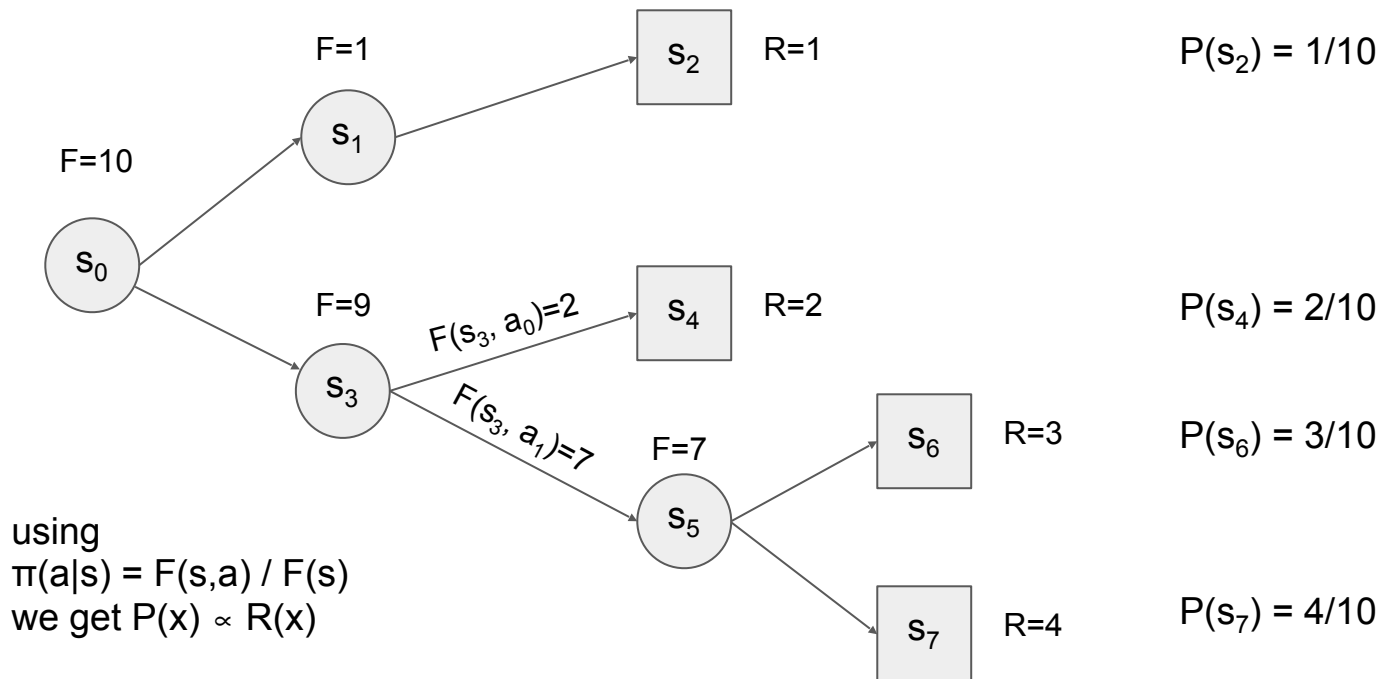 F=1
s₂
R=1
P(s₂) = 1/10
s₁
F=10
s₀
F=9
F(s₃, a₀)=2
s₄
R=2
P(s₄) = 2/10
s₃
F(s₃, a₁)=7
F=7
s₆
R=3
P(s₆) = 3/10
s₅
using
π(a|s) = F(s,a) / F(s)
we get P(x) ∝ R(x)
s₇
R=4
P(s₇) = 4/10